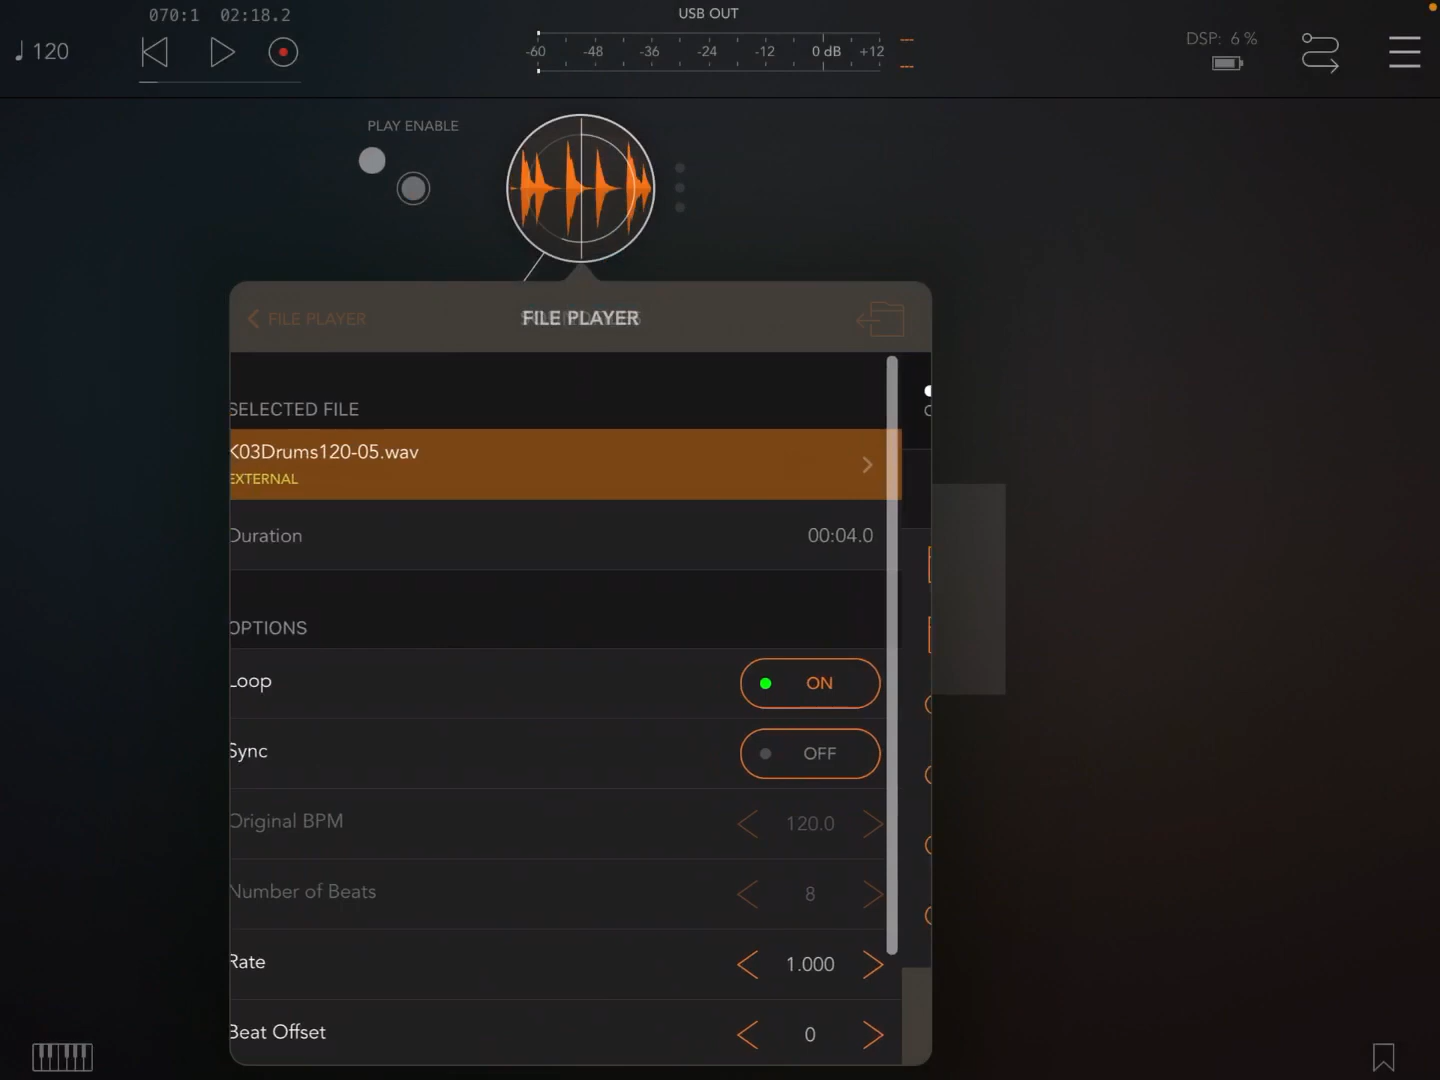 070:1 02:18.2
USB OUT
120
-60 -48 -36 -24 -12 0 dB +12
DSP: 6 %
PLAY ENABLE
FILE PLAYER
FILE PLAYER
SELECTED FILE
K03Drums120-05.wav
EXTERNAL
Duration 00:04.0
OPTIONS
Loop ON
Sync OFF
Original BPM 120.0
Number of Beats 8
Rate 1.000
Beat Offset 0